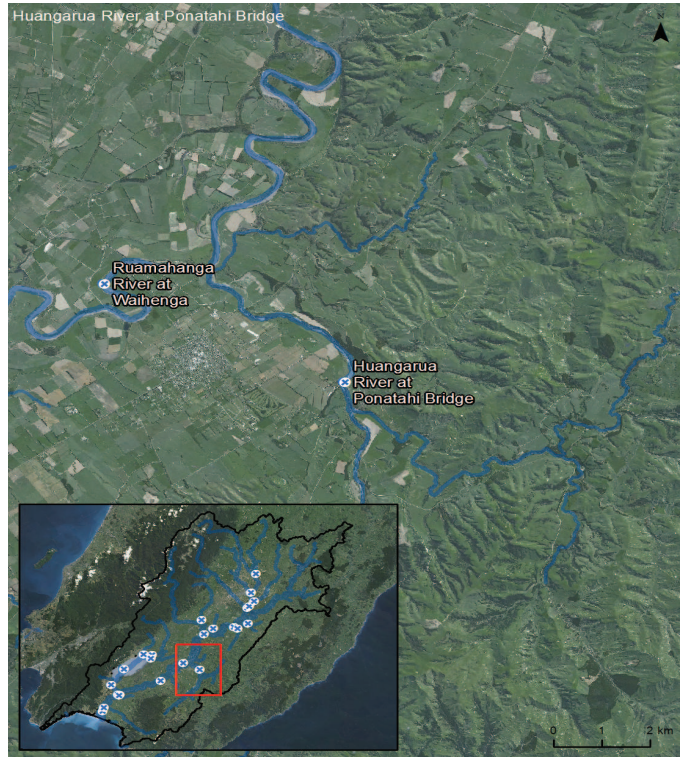 Huangarua River at Ponatahi Bridge
N
Ruamahanga
River at
Waihenga
Huangarua
River at
Ponatahi Bridge
0 1 2 km